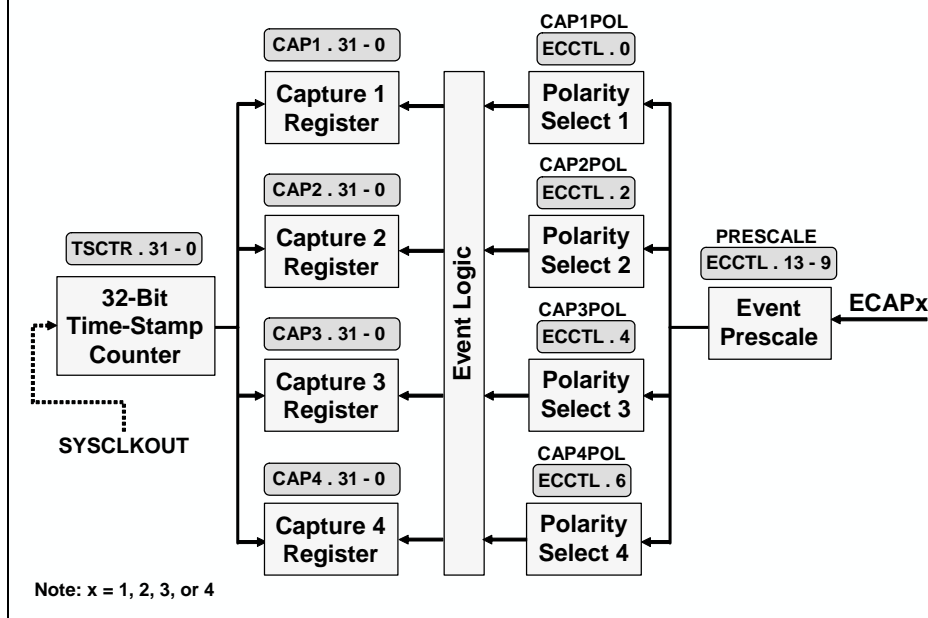 CAP1POL
CAP1 . 31 - 0
ECCTL . 0
Capture 1
Register
Polarity
Select 1
CAP2POL
CAP2 . 31 - 0
ECCTL . 2
Capture 2
Register
Polarity
Select 2
TSCTR . 31 - 0
32-Bit
Time-Stamp
Counter
PRESCALE
ECCTL . 13 - 9
Event
Prescale
ECAPx
Event Logic
CAP3POL
CAP3 . 31 - 0
ECCTL . 4
Capture 3
Register
Polarity
Select 3
SYSCLKOUT
CAP4POL
CAP4 . 31 - 0
ECCTL . 6
Capture 4
Register
Polarity
Select 4
Note: x = 1, 2, 3, or 4